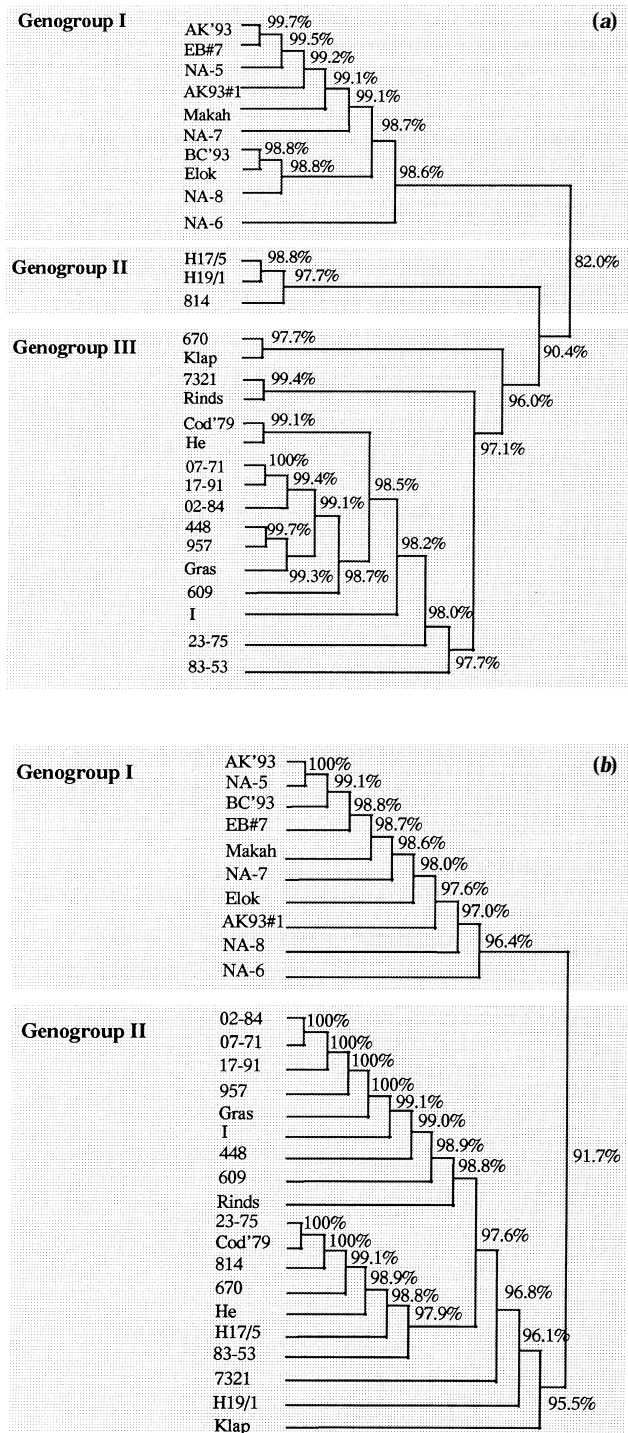 Genogroup I
(a)
AK'93
99.7%
EB#7
99.5%
NA-5
99.2%
AK93#1
99.1%
Makah
99.1%
NA-7
98.7%
BC'93
98.8%
Elok
98.8%
98.6%
NA-8
NA-6
Genogroup II
H17/5
98.8%
82.0%
H19/1
97.7%
814
Genogroup III
670
97.7%
90.4%
Klap
7321
99.4%
96.0%
Rinds
Cod'79
99.1%
He
97.1%
07-71
100%
17-91
99.4%
98.5%
02-84
99.1%
448
99.7%
957
98.2%
Gras
99.3%
98.7%
609
I
98.0%
23-75
83-53
97.7%
Genogroup I
(b)
AK'93
100%
NA-5
99.1%
BC'93
98.8%
EB#7
98.7%
Makah
98.6%
NA-7
98.0%
Elok
97.6%
AK93#1
97.0%
NA-8
96.4%
NA-6
Genogroup II
02-84
100%
07-71
100%
17-91
100%
957
100%
Gras
99.1%
I
99.0%
448
98.9%
91.7%
609
98.8%
Rinds
23-75
100%
Cod'79
100%
97.6%
814
99.1%
670
98.9%
96.8%
He
98.8%
97.9%
H17/5
96.1%
83-53
7321
H19/1
95.5%
Klap